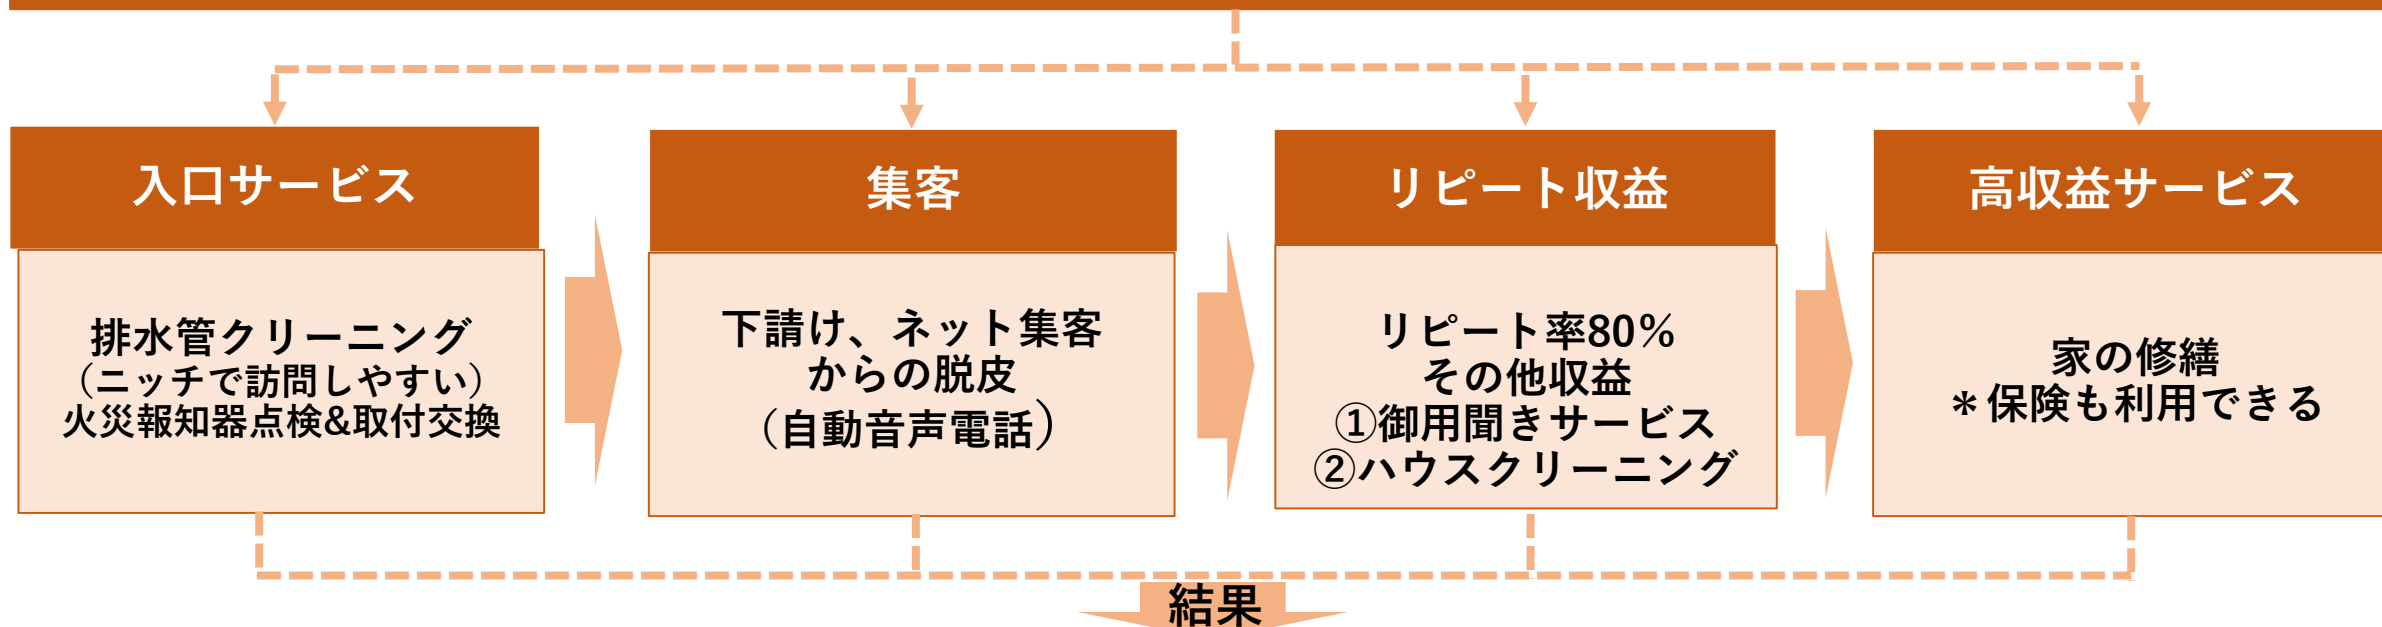 入口サービス
排水管クリーニング
（ニッチで訪問しやすい）
火災報知器点検&取付交換
集客
下請け、ネット集客
からの脱皮
（自動音声電話）
リピート収益
リピート率80％
その他収益
①御用聞きサービス
②ハウスクリーニング
高収益サービス
家の修繕
＊保険も利用できる
結果